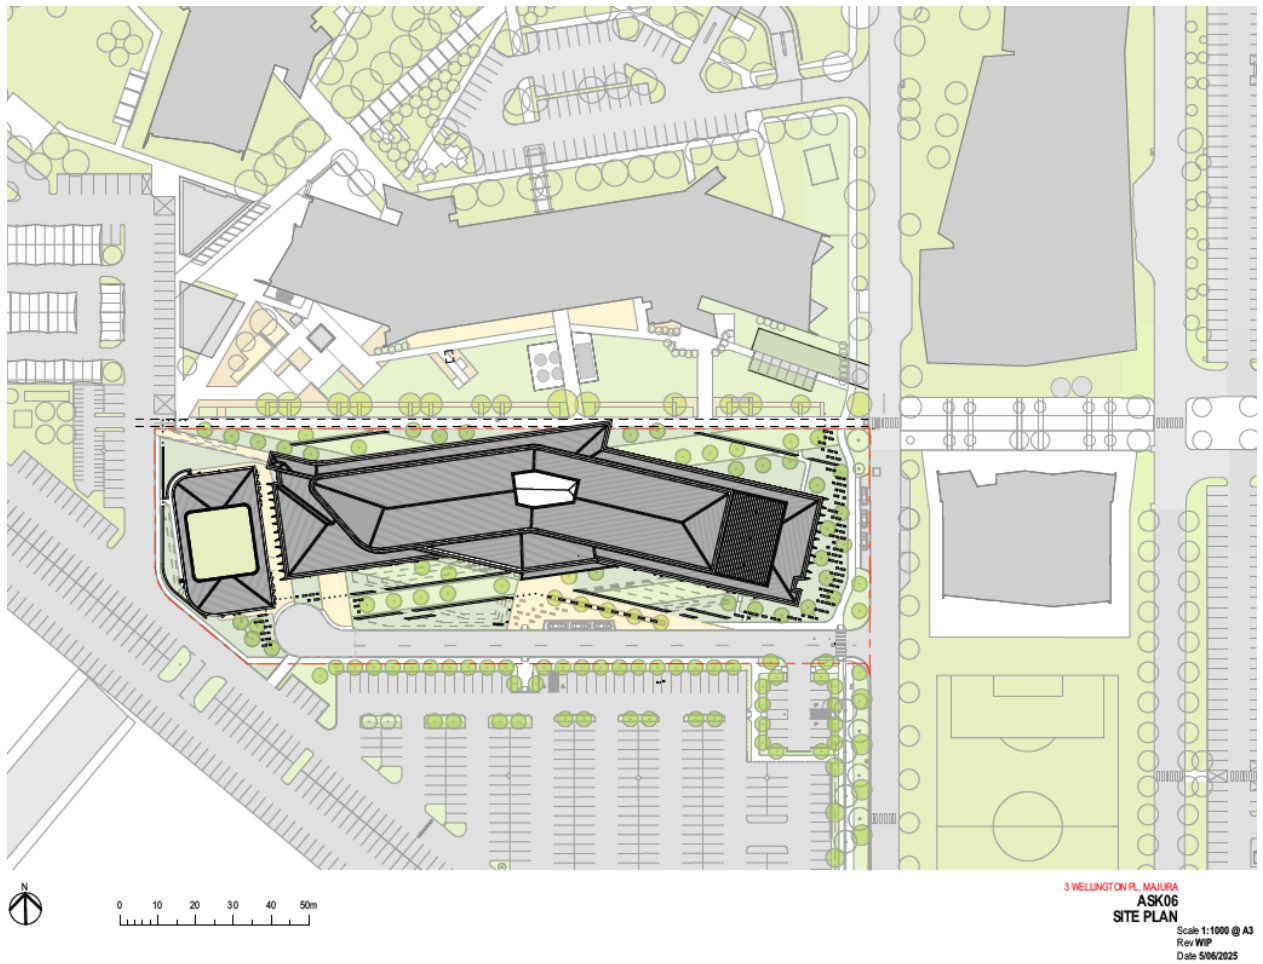 N
0 10 20 30 40 50m
3 WELLINGTON PL, MAJURA
ASK06
SITE PLAN
Scale 1:1000 @ A3
Rev WIP
Date 5/06/2025